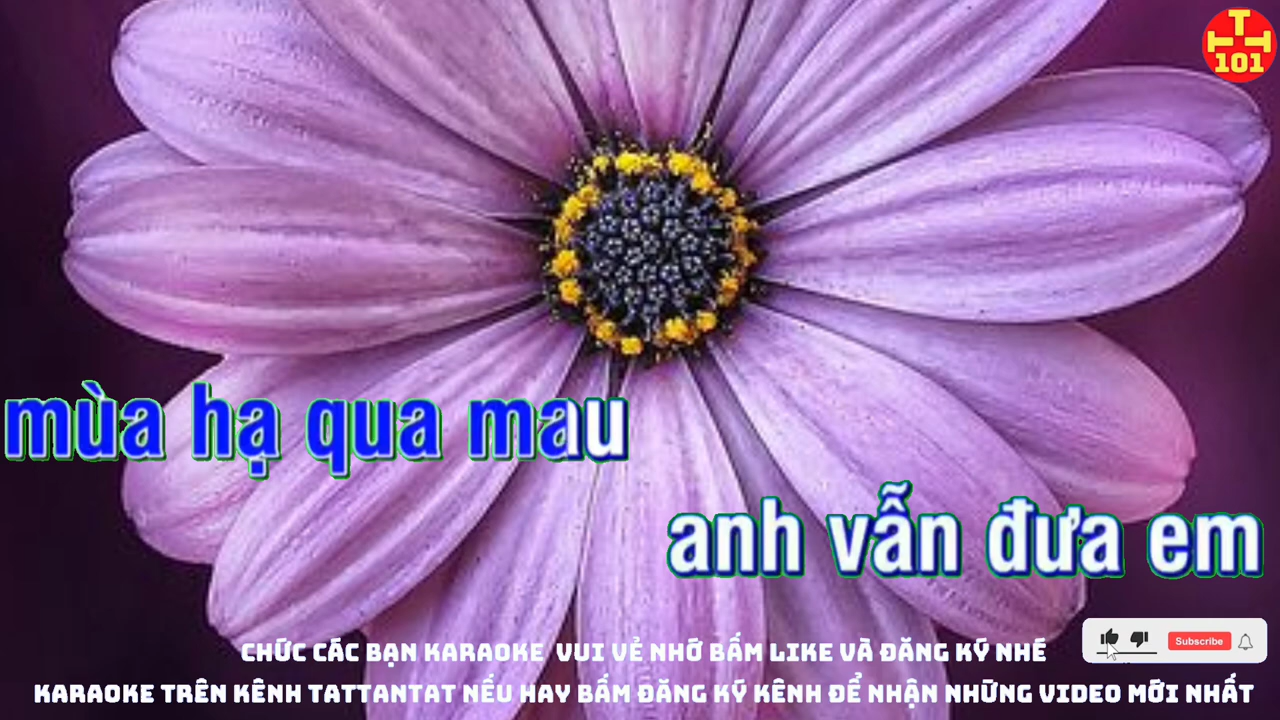 TTT
101
mùa hạ qua mau
anh vẫn đưa em
CHỨC CÁC BẠN KARAOKE VUI VẺ NHỚ BẤM LIKE VÀ ĐĂNG KÝ NHÉ
Subscribe
KARAOKE TRÊN KÊNH TATTANTAT NẾU HAY BẤM ĐĂNG KÝ KÊNH ĐỂ NHẬN NHỮNG VIDEO MỚI NHẤT